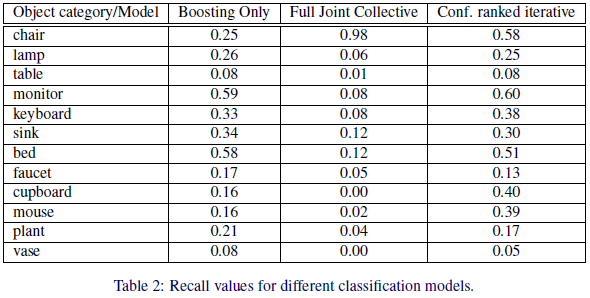 Object category/Model Boosting Only Full Joint Collective Conf. ranked iterative
chair 0.25 0.98 0.58
lamp 0.26 0.06 0.25
table 0.08 0.01 0.08
monitor 0.59 0.08 0.60
keyboard 0.33 0.08 0.38
sink 0.34 0.12 0.30
bed 0.58 0.12 0.51
faucet 0.17 0.05 0.13
cupboard 0.16 0.00 0.40
mouse 0.16 0.02 0.39
plant 0.21 0.04 0.17
vase 0.08 0.00 0.05
Table 2: Recall values for different classification models.